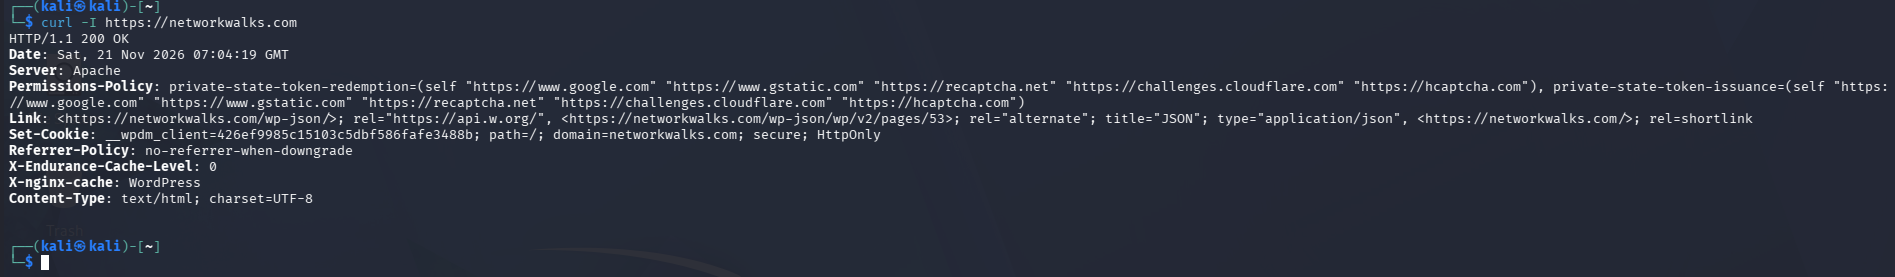 ┌──(kali㉿kali)-[~]
└─$ curl -I https://networkwalks.com
HTTP/1.1 200 OK
Date: Sat, 21 Nov 2026 07:04:19 GMT
Server: Apache
Permissions-Policy: private-state-token-redemption=(self "https://www.google.com" "https://www.gstatic.com" "https://recaptcha.net" "https://challenges.cloudflare.com" "https://hcaptcha.com"), private-state-token-issuance=(self "https:
//www.google.com" "https://www.gstatic.com" "https://recaptcha.net" "https://challenges.cloudflare.com" "https://hcaptcha.com")
Link: <https://networkwalks.com/wp-json/>; rel="https://api.w.org/", <https://networkwalks.com/wp-json/wp/v2/pages/53>; rel="alternate"; title="JSON"; type="application/json", <https://networkwalks.com/>; rel=shortlink
Set-Cookie: __wpdm_client=426ef9985c15103c5dbf586fafe3488b; path=/; domain=networkwalks.com; secure; HttpOnly
Referrer-Policy: no-referrer-when-downgrade
X-Endurance-Cache-Level: 0
X-nginx-cache: WordPress
Content-Type: text/html; charset=UTF-8
Trash
┌──(kali㉿kali)-[~]
└─$